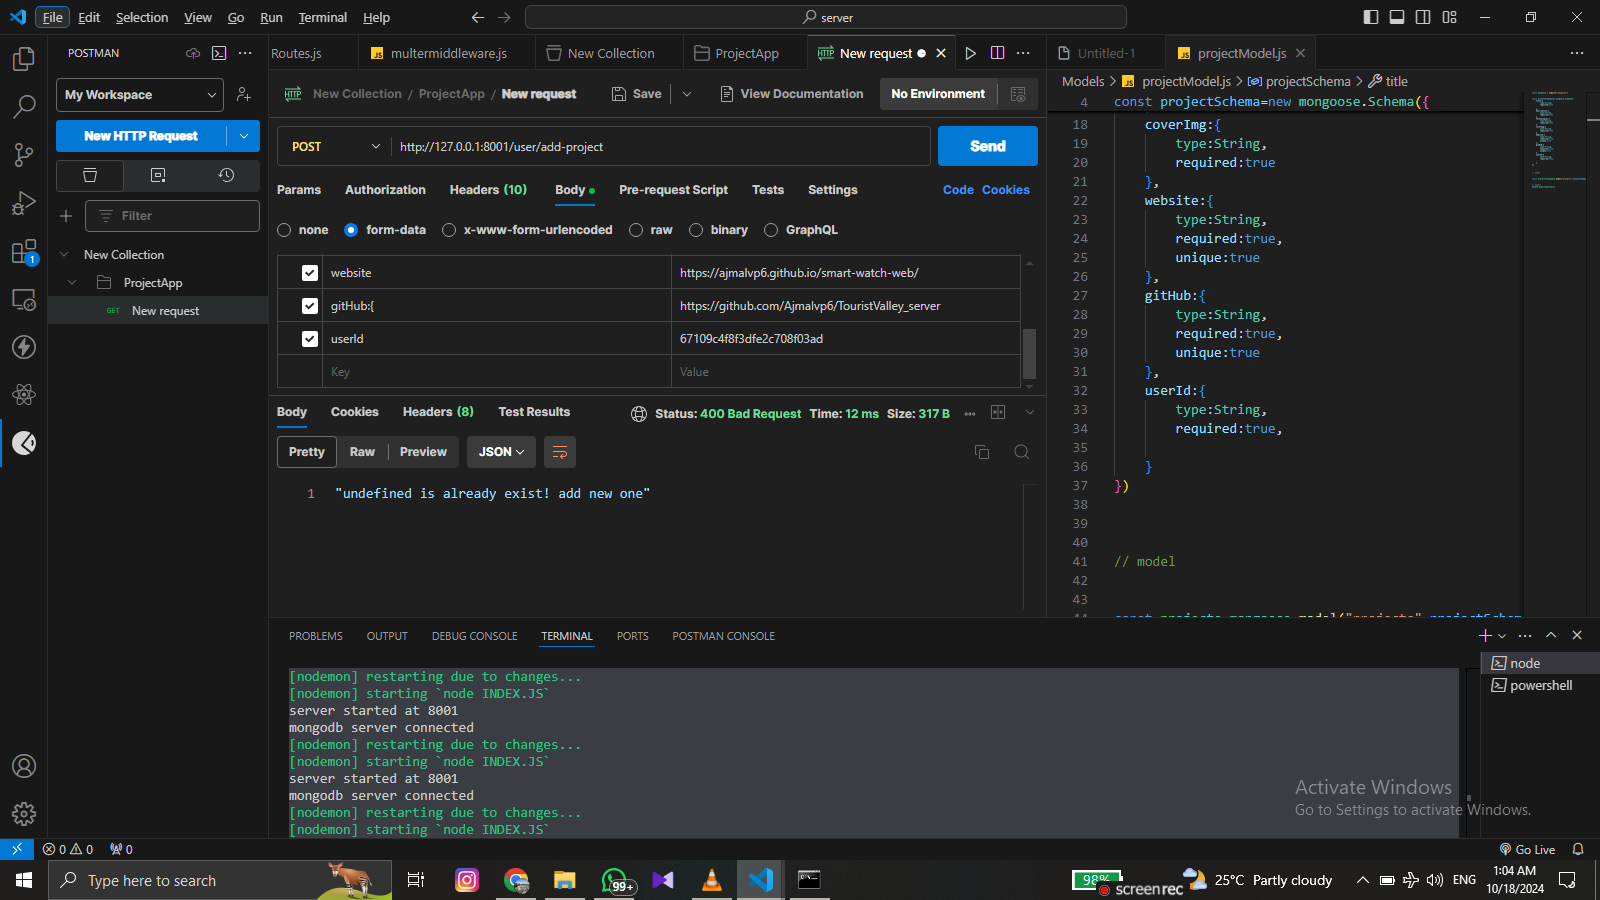 File Edit Selection View Go Run Terminal Help
server
POSTMAN
Routes.js
multermiddleware.js
New Collection
ProjectApp
New request
Untitled-1
projectModel.js
My Workspace
New HTTP Request
Filter
New Collection
ProjectApp
GET New request
New Collection / ProjectApp / New request
Save
View Documentation
No Environment
POST
http://127.0.0.1:8001/user/add-project
Send
Params Authorization Headers (10) Body Pre-request Script Tests Settings Code Cookies
none form-data x-www-form-urlencoded raw binary GraphQL
website https://ajmalvp6.github.io/smart-watch-web/
gitHub:{ https://github.com/Ajmalvp6/TouristValley_server
userId 67109c4f8f3dfe2c708f03ad
Key Value
Body Cookies Headers (8) Test Results Status: 400 Bad Request Time: 12 ms Size: 317 B
Pretty Raw Preview JSON
1 "undefined is already exist! add new one"
Models > projectModel.js > projectSchema > title
4 const projectSchema=new mongoose.Schema({
18 coverImg:{
19 type:String,
20 required:true
21 },
22 website:{
23 type:String,
24 required:true,
25 unique:true
26 },
27 gitHub:{
28 type:String,
29 required:true,
30 unique:true
31 },
32 userId:{
33 type:String,
34 required:true,
35
36 }
37 })
38
39
40
41 // model
42
43
PROBLEMS OUTPUT DEBUG CONSOLE TERMINAL PORTS POSTMAN CONSOLE
[nodemon] restarting due to changes...
[nodemon] starting `node INDEX.JS`
server started at 8001
mongodb server connected
[nodemon] restarting due to changes...
[nodemon] starting `node INDEX.JS`
server started at 8001
mongodb server connected
[nodemon] restarting due to changes...
[nodemon] starting `node INDEX.JS`
node
powershell
Activate Windows
Go to Settings to activate Windows.
0 0 0
Go Live
Type here to search
99+
98%
screen rec
25°C Partly cloudy
ENG
1:04 AM
10/18/2024